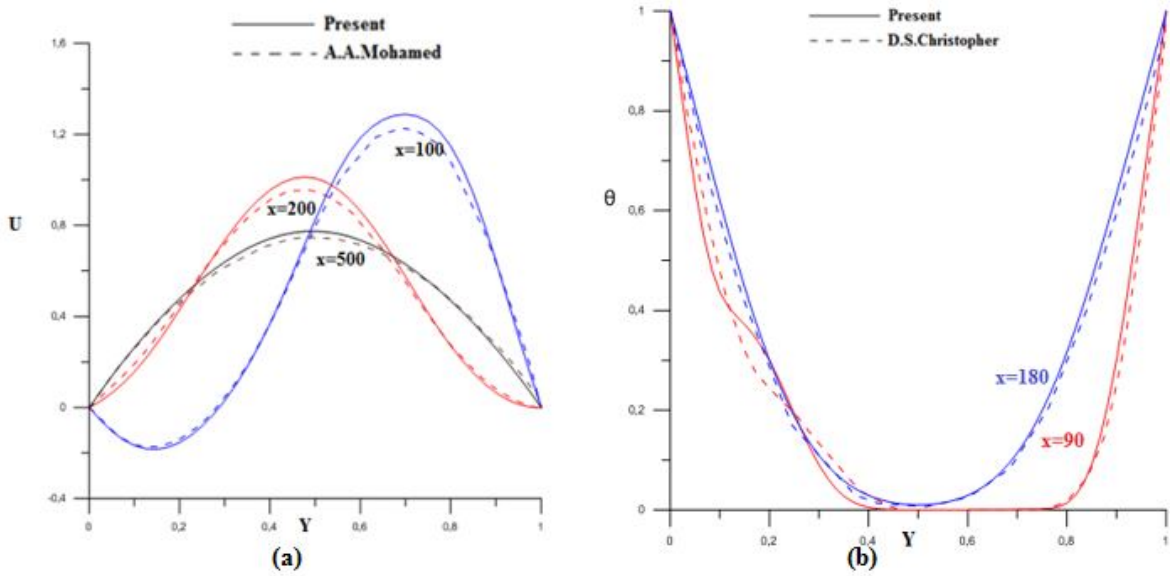 Present
A.A.Mohamed
1,6
1,2
0,8
0,4
0
-0,4
U
x=100
x=200
x=500
0
0,2
0,4
0,6
0,8
1
Y
(a)
Present
D.S.Christopher
1
0,8
0,6
0,4
0,2
0
θ
x=180
x=90
0
0,2
0,4
0,6
0,8
1
Y
(b)